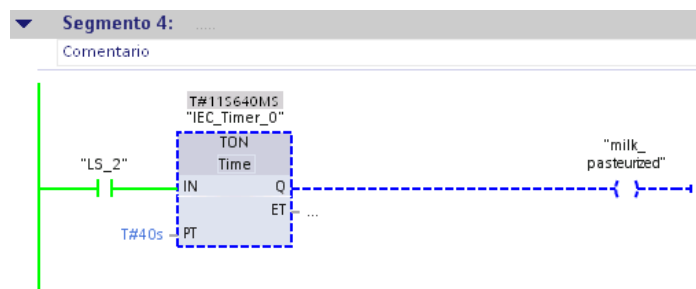 Segmento 4: .....
Comentario
T#11S640MS
"IEC_Timer_0"
TON
Time
"LS_2"
"milk_
pasteurized"
IN
Q
ET
...
T#40s
PT